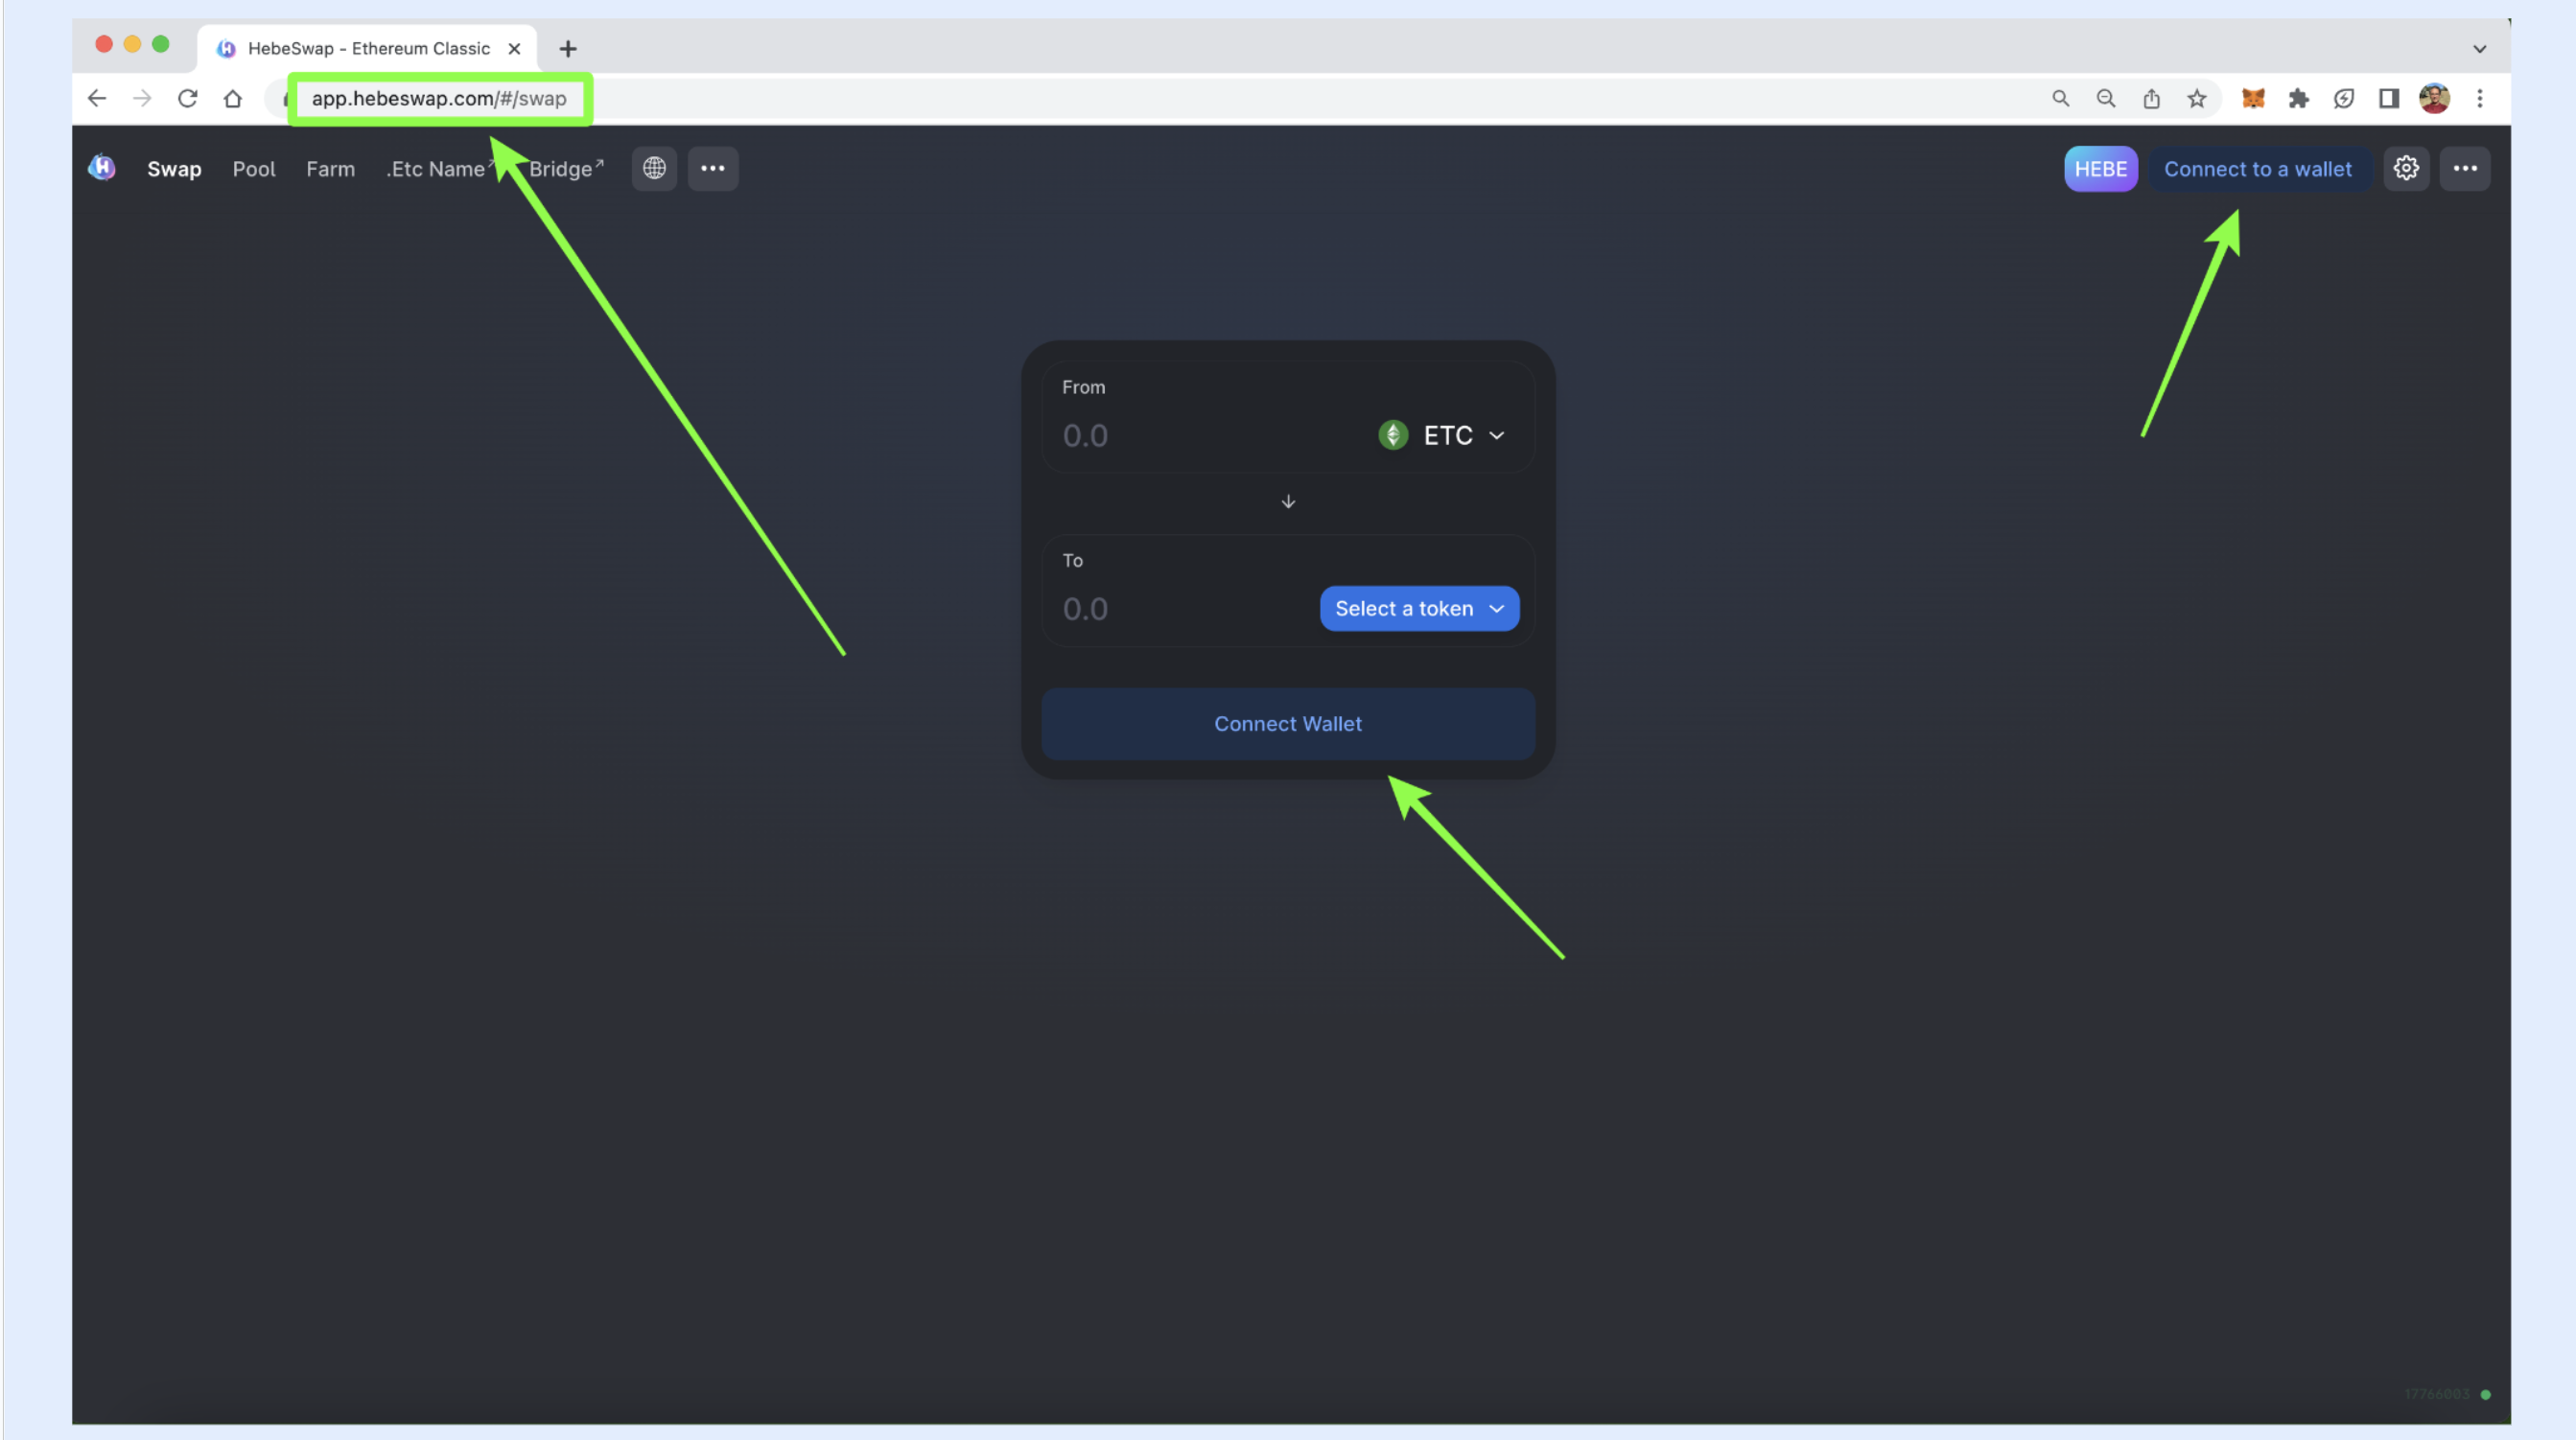 HebeSwap - Ethereum Classic
app.hebeswap.com/#/swap
Swap Pool Farm .Etc Name↗ Bridge↗ HEBE Connect to a wallet
From
0.0 ETC
To
0.0 Select a token
Connect Wallet
17766003